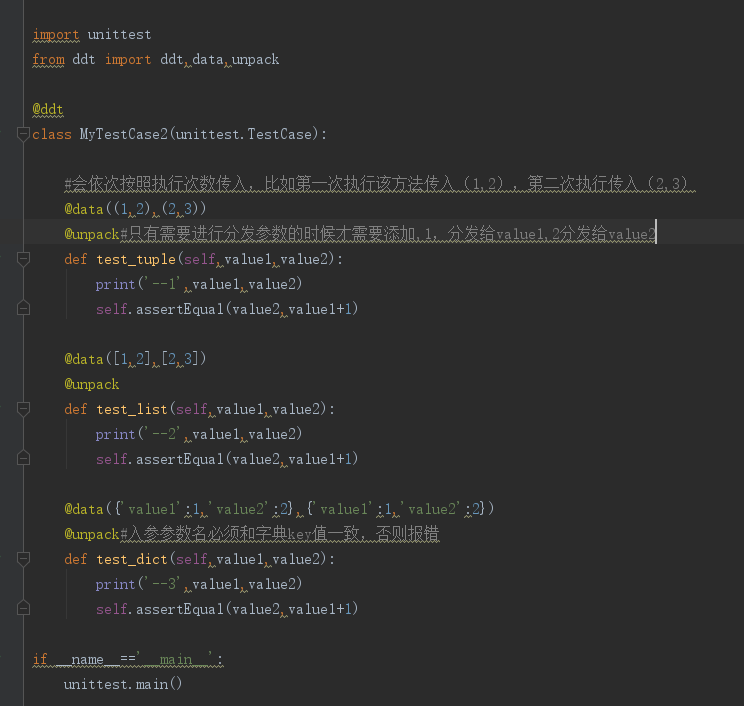 import unittest
from ddt import ddt,data,unpack
@ddt
class MyTestCase2(unittest.TestCase):
#会依次按照执行次数传入，比如第一次执行该方法传入（1,2），第二次执行传入（2,3）
@data((1,2),(2,3))
@unpack#只有需要进行分发参数的时候才需要添加,1，分发给value1,2分发给value2
def test_tuple(self,value1,value2):
print('--1',value1,value2)
self.assertEqual(value2,value1+1)
@data([1,2],[2,3])
@unpack
def test_list(self,value1,value2):
print('--2',value1,value2)
self.assertEqual(value2,value1+1)
@data({'value1':1,'value2':2},{'value1':1,'value2':2})
@unpack#入参参数名必须和字典key值一致，否则报错
def test_dict(self,value1,value2):
print('--3',value1,value2)
self.assertEqual(value2,value1+1)
if __name__=='__main__':
unittest.main()